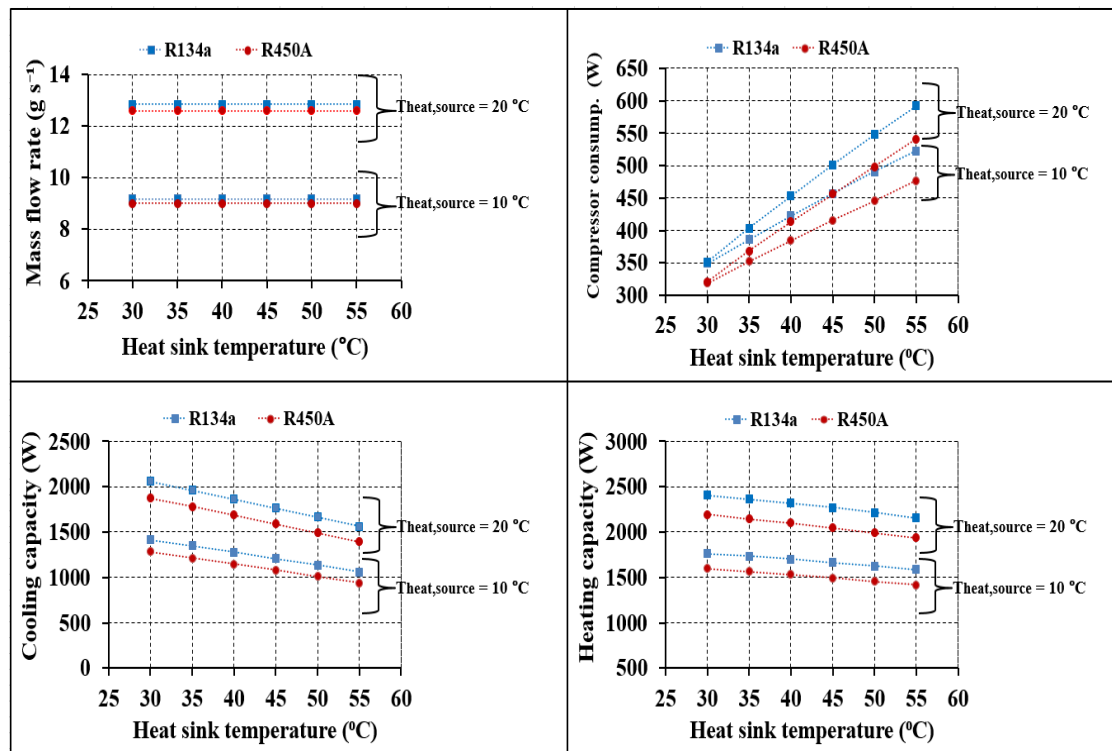 R134a R450A
Mass flow rate (g s⁻¹)
14
12
10
8
6
25 30 35 40 45 50 55 60
Heat sink temperature (°C)
Theat,source = 20 °C
Theat,source = 10 °C
R134a R450A
Compressor consump. (W)
650
600
550
500
450
400
350
300
25 30 35 40 45 50 55 60
Heat sink temperature (⁰C)
Theat,source = 20 °C
Theat,source = 10 °C
R134a R450A
Cooling capacity (W)
2500
2000
1500
1000
500
0
25 30 35 40 45 50 55 60
Heat sink temperature (⁰C)
Theat,source = 20 °C
Theat,source = 10 °C
R134a R450A
Heating capacity (W)
3000
2500
2000
1500
1000
500
25 30 35 40 45 50 55 60
Heat sink temperature (⁰C)
Theat,source = 20 °C
Theat,source = 10 °C